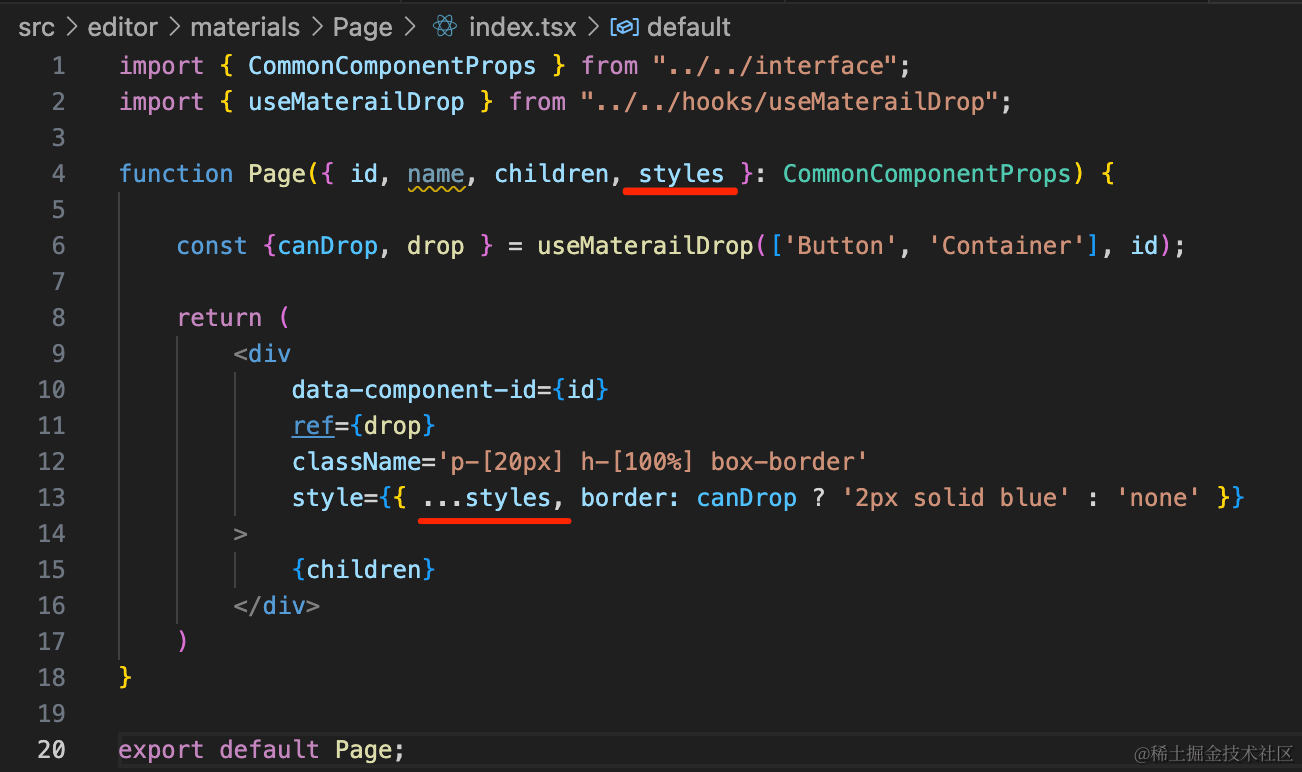 src > editor > materials > Page > index.tsx > default
1 import { CommonComponentProps } from "../../interface";
2 import { useMaterailDrop } from "../../hooks/useMaterailDrop";
3
4 function Page({ id, name, children, styles }: CommonComponentProps) {
5
6 const {canDrop, drop } = useMaterailDrop(['Button', 'Container'], id);
7
8 return (
9 <div
10 data-component-id={id}
11 ref={drop}
12 className='p-[20px] h-[100%] box-border'
13 style={{ ...styles, border: canDrop ? '2px solid blue' : 'none' }}
14 >
15 {children}
16 </div>
17 )
18 }
19
20 export default Page;
@稀土掘金技术社区